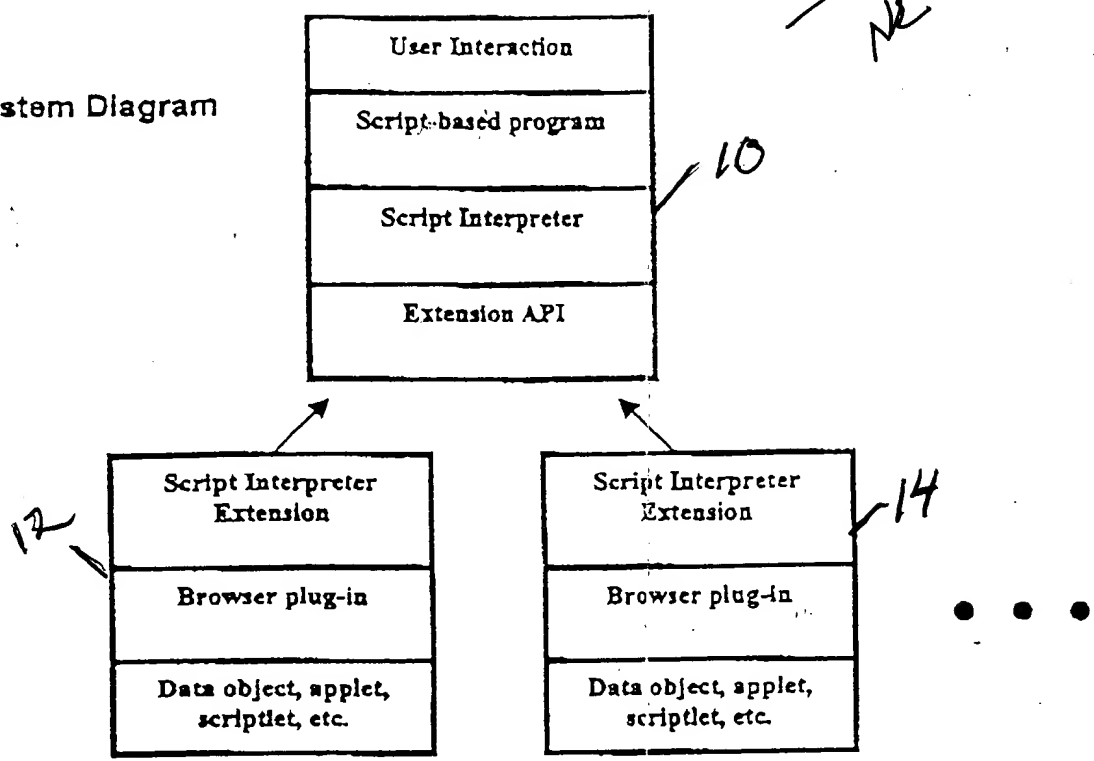 User Interaction
stem Diagram
Script-based program
10
Script Interpreter
Extension API
Script Interpreter
Extension
12
Browser plug-in
Data object, applet,
scriptlet, etc.
Script Interpreter
Extension
14
Browser plug-in
Data object, applet,
scriptlet, etc.